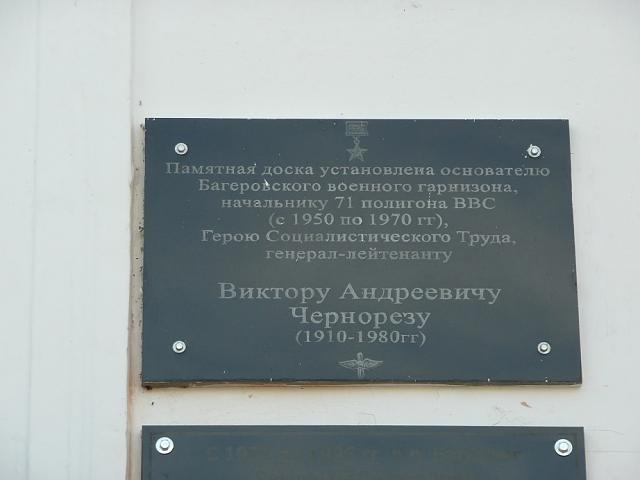 Памятная доска установлена основателю
Багеровского военного гарнизона,
начальнику 71 полигона ВВС
(с 1950 по 1970 гг),
Герою Социалистического Труда,
генерал-лейтенанту
Виктору Андреевичу
Чернорезу
(1910-1980гг)